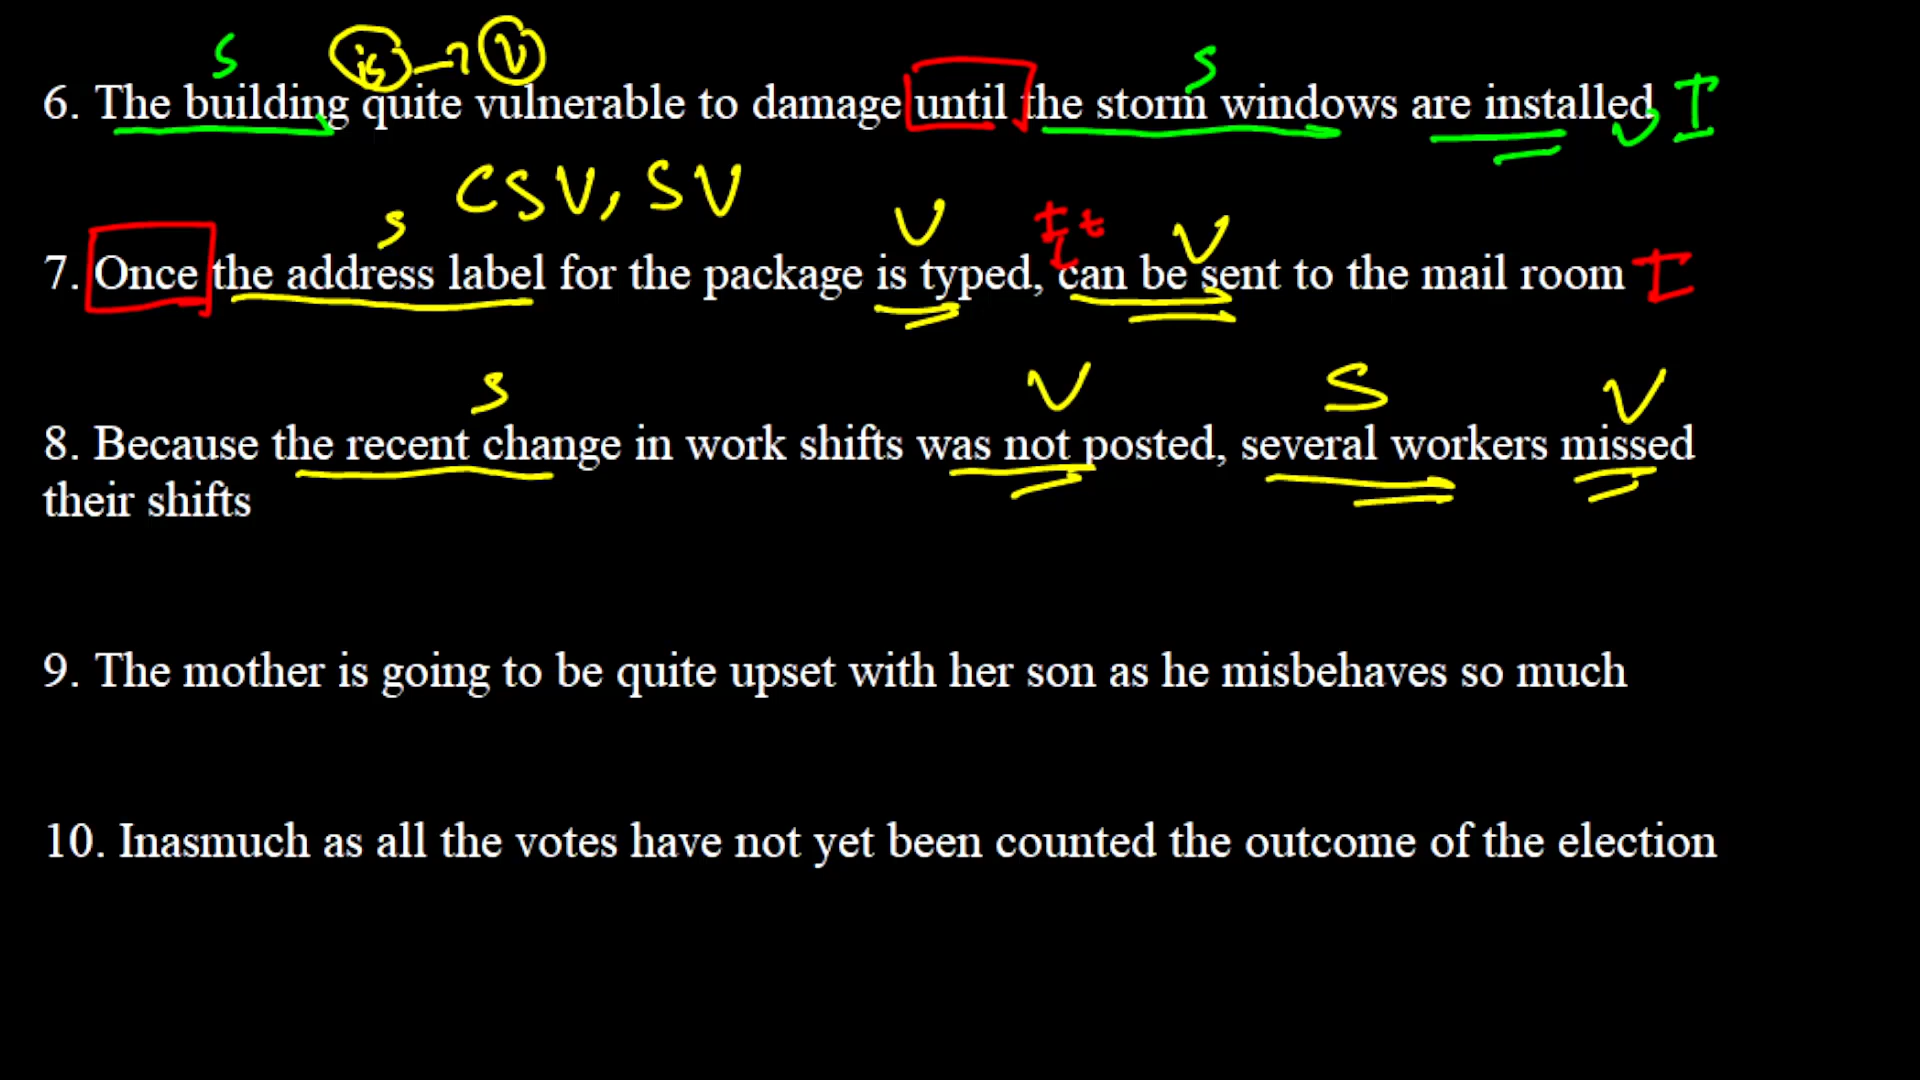 S is V S
6. The building quite vulnerable to damage until the storm windows are installed I
V
CSV, SV
S V It V
7. Once the address label for the package is typed, can be sent to the mail room I
S V S V
8. Because the recent change in work shifts was not posted, several workers missed
their shifts
9. The mother is going to be quite upset with her son as he misbehaves so much
10. Inasmuch as all the votes have not yet been counted the outcome of the election